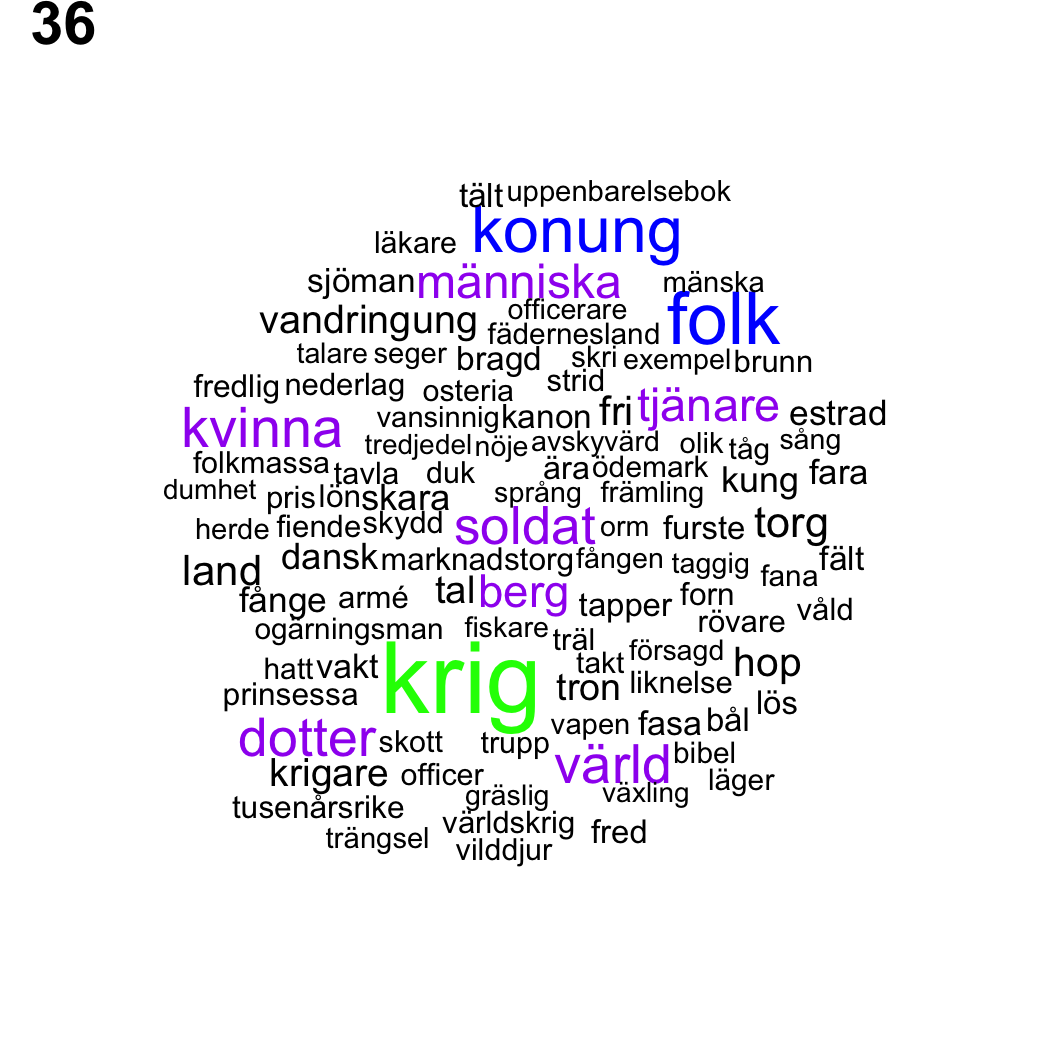 36
tält uppenbarelsebok
läkare konung
sjöman människa mänska
vandringung officerare folk
fädernesland
talare seger bragd skri exempel brunn
fredlig nederlag osteria strid
kvinna vansinnig kanon fri tjänare estrad
tredjedel nöje avskyvärd olik tåg sång
folkmassa tavla duk ära ödemark kung fara
dumhet pris lön skara språng främling
herde fiende skydd soldat orm furste torg
land dansk marknadstorg fången taggig fana fält
fånge armé tal berg tapper forn rövare våld
ogärningsman fiskare träl
hatt vakt krig takt försagd hop
prinsessa tron liknelse lös
dotter skott trupp vapen fasa bål
krigare officer värld bibel läger
tusenårsrike gräslig växling
trängsel världskrig fred
vilddjur